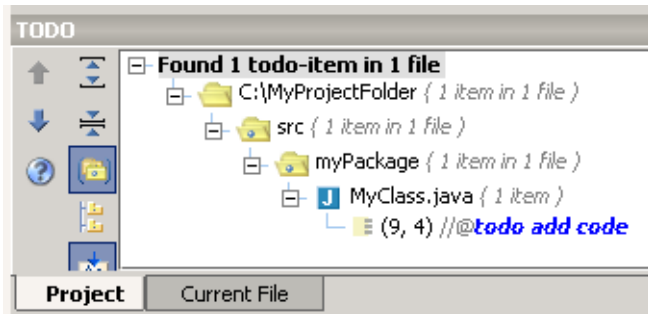 TODO
Found 1 todo-item in 1 file
C:\MyProjectFolder ( 1 item in 1 file )
src ( 1 item in 1 file )
myPackage ( 1 item in 1 file )
MyClass.java ( 1 item )
(9, 4) //@todo add code
Project
Current File